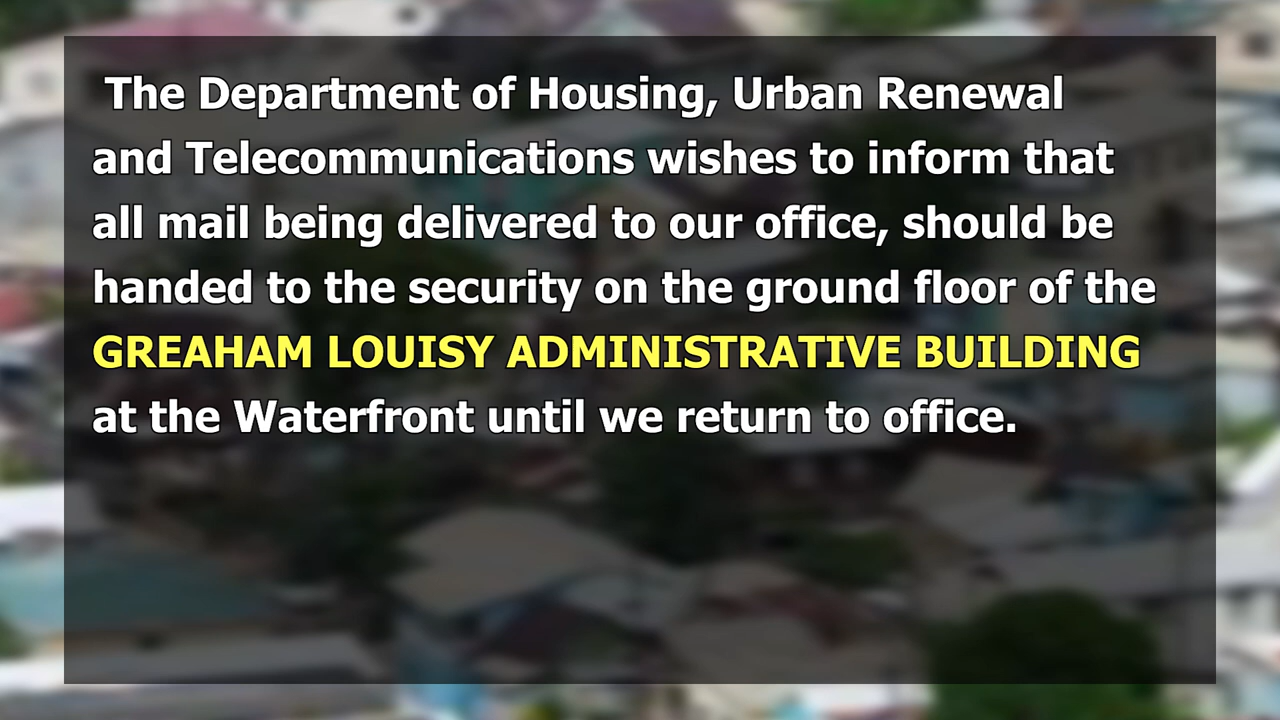 The Department of Housing, Urban Renewal
and Telecommunications wishes to inform that
all mail being delivered to our office, should be
handed to the security on the ground floor of the
GREAHAM LOUISY ADMINISTRATIVE BUILDING
at the Waterfront until we return to office.